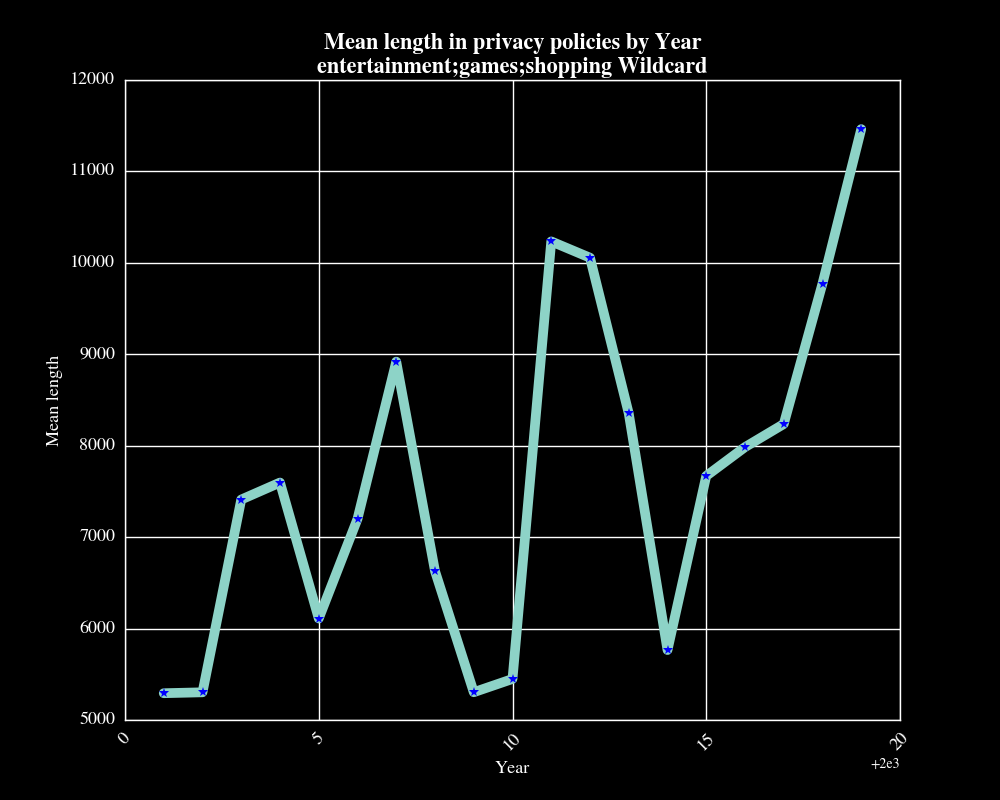 Mean length in privacy policies by Year
entertainment;games;shopping Wildcard
12000
11000
10000
9000
8000
7000
6000
5000
Mean length
0
5
10
15
20
Year
+2e3